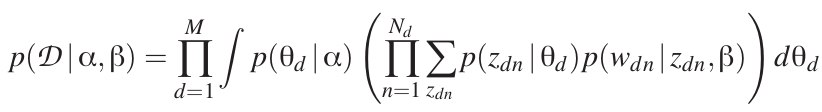 p(𝒟 | α, β) = ∏_{d=1}^{M} ∫ p(θ_d | α) ( ∏_{n=1}^{N_d} ∑_{z_{dn}} p(z_{dn} | θ_d) p(w_{dn} | z_{dn}, β) ) dθ_d